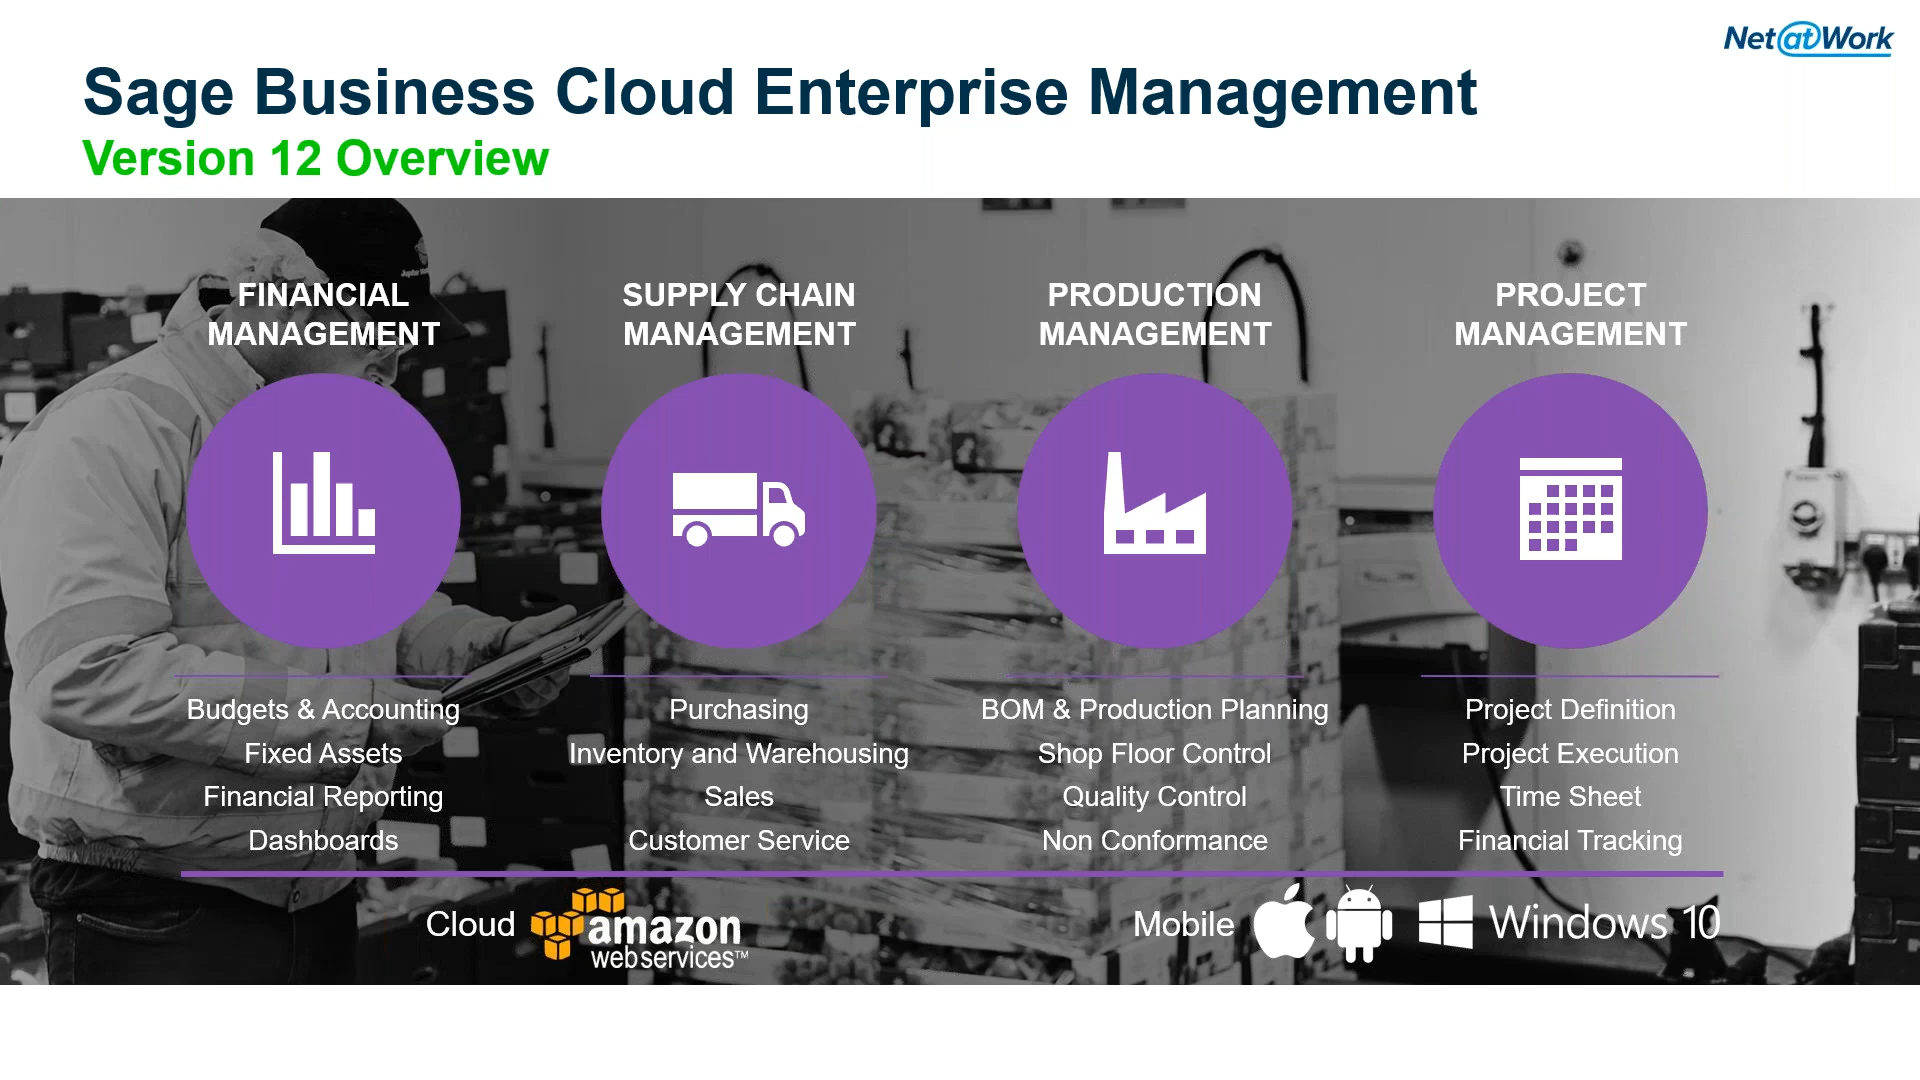 Net@Work
Sage Business Cloud Enterprise Management
Version 12 Overview
FINANCIAL
MANAGEMENT
SUPPLY CHAIN
MANAGEMENT
PRODUCTION
MANAGEMENT
PROJECT
MANAGEMENT
Budgets & Accounting
Fixed Assets
Financial Reporting
Dashboards
Purchasing
Inventory and Warehousing
Sales
Customer Service
BOM & Production Planning
Shop Floor Control
Quality Control
Non Conformance
Project Definition
Project Execution
Time Sheet
Financial Tracking
Cloud
amazon
webservices™
Mobile
Windows 10